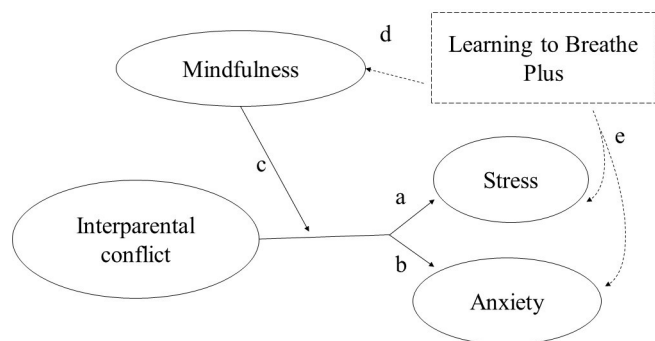 d
Learning to Breathe
Plus
Mindfulness
e
c
a
Stress
Interparental
conflict
b
Anxiety